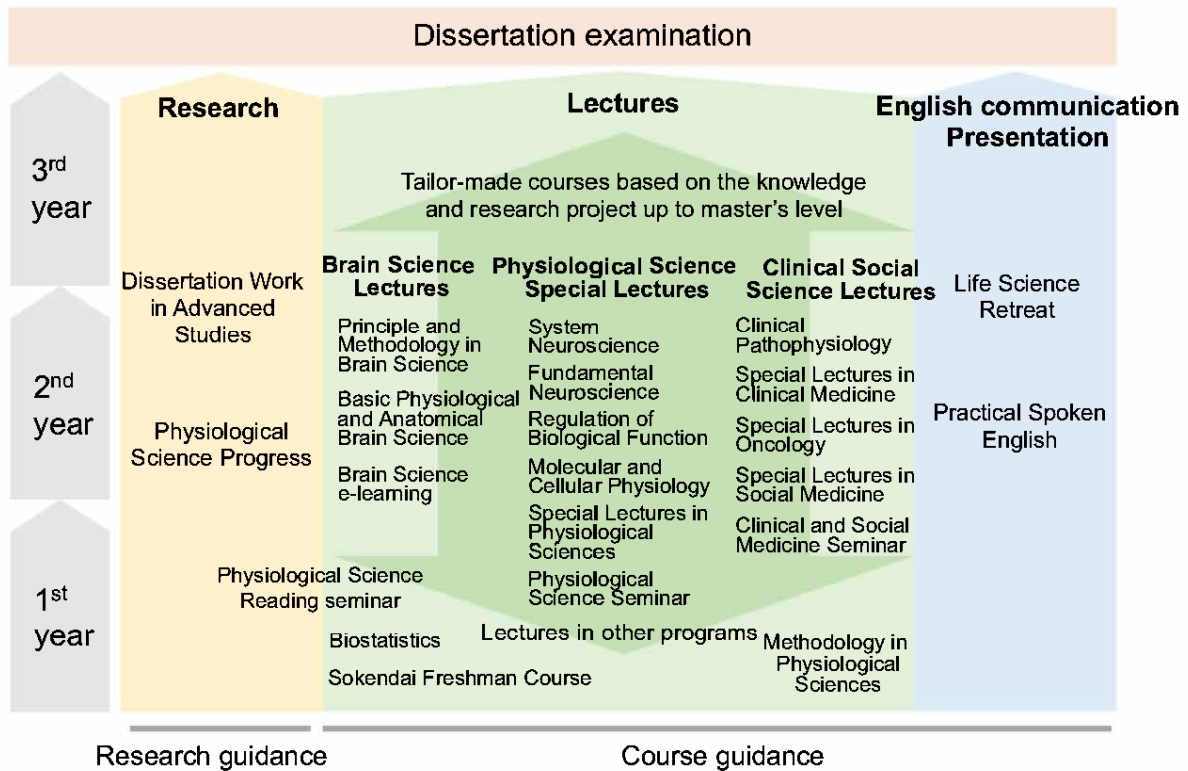 Dissertation examination
3rd
year
2nd
year
1st
year
Research
Dissertation Work
in Advanced
Studies
Physiological
Science Progress
Physiological Science
Reading seminar
Lectures
Tailor-made courses based on the knowledge
and research project up to master's level
Brain Science
Lectures
Principle and
Methodology in
Brain Science
Basic Physiological
and Anatomical
Brain Science
Brain Science
e-learning
Physiological Science
Special Lectures
System
Neuroscience
Fundamental
Neuroscience
Regulation of
Biological Function
Molecular and
Cellular Physiology
Special Lectures in
Physiological
Sciences
Physiological
Science Seminar
Clinical Social
Science Lectures
Clinical
Pathophysiology
Special Lectures in
Clinical Medicine
Special Lectures in
Oncology
Special Lectures in
Social Medicine
Clinical and Social
Medicine Seminar
Biostatistics
Lectures in other programs
Methodology in
Physiological
Sciences
Sokendai Freshman Course
English communication
Presentation
Life Science
Retreat
Practical Spoken
English
Research guidance
Course guidance